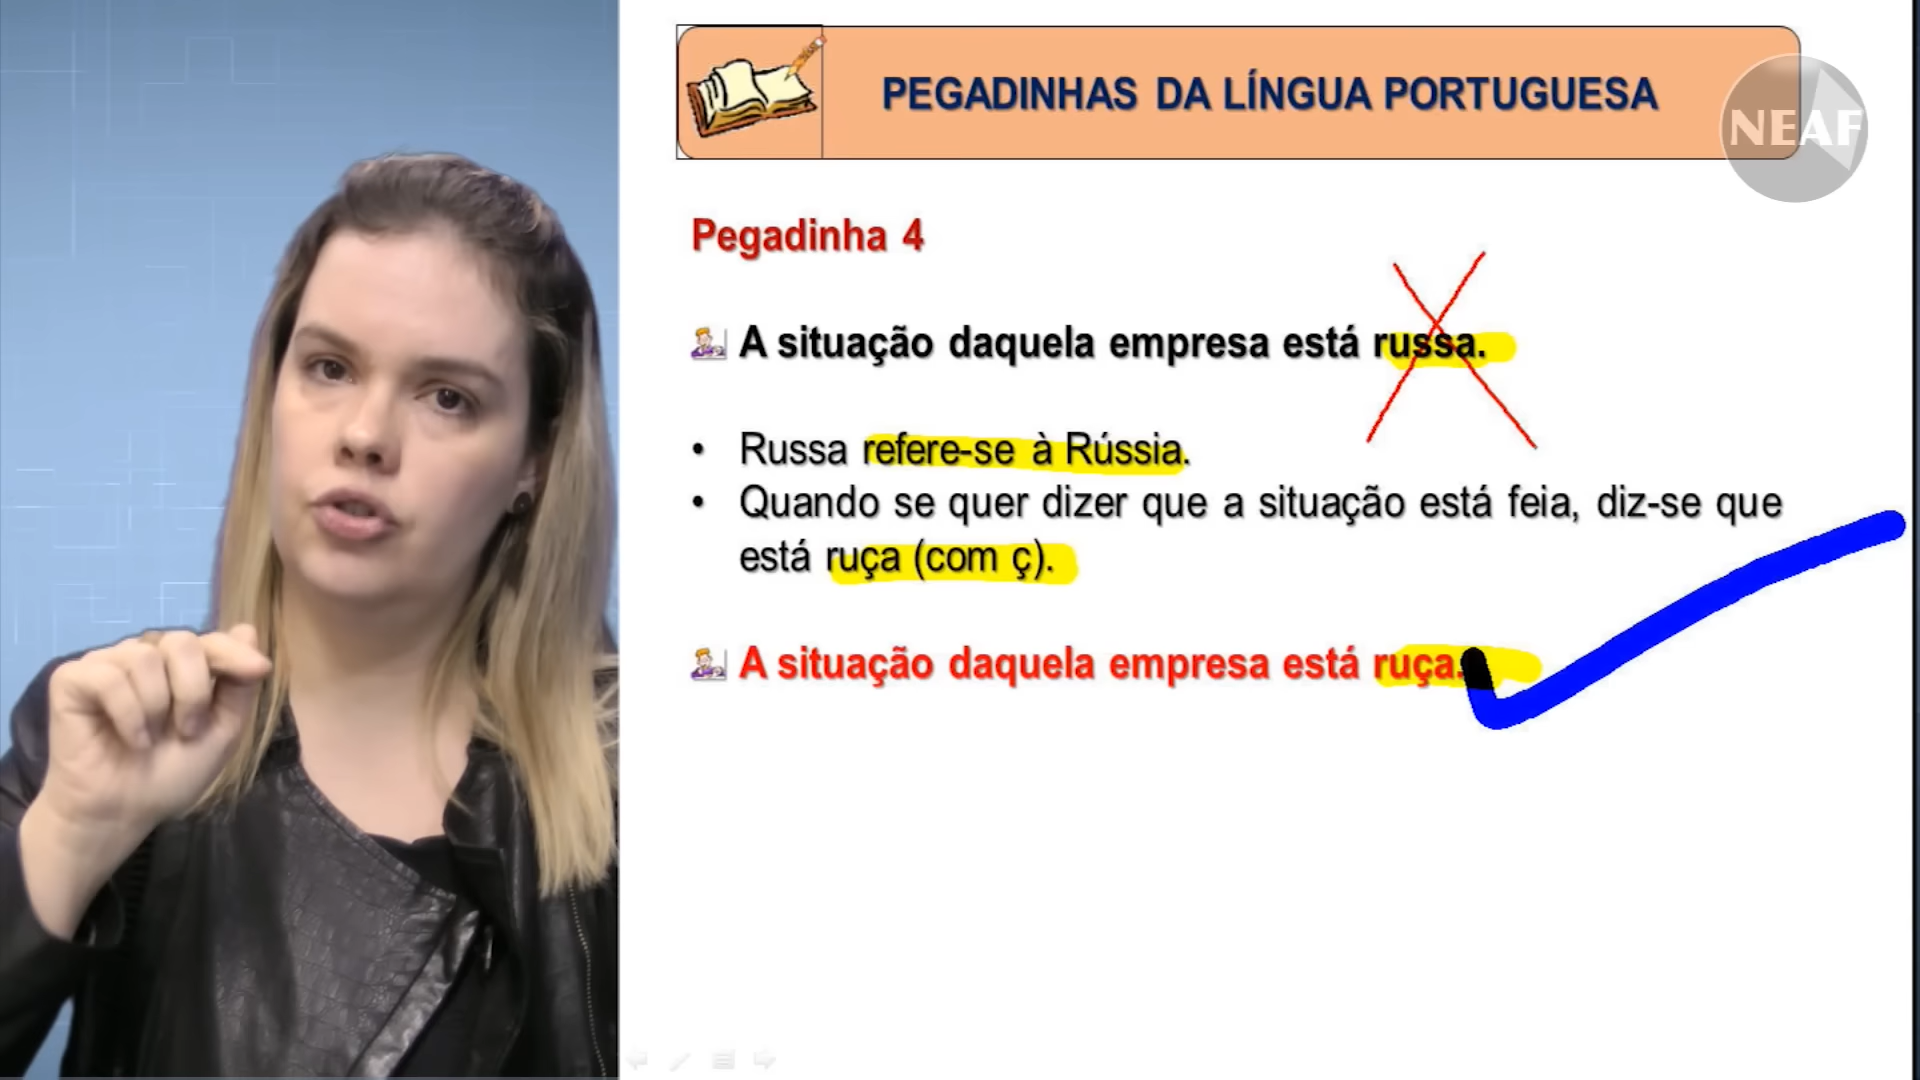 PEGADINHAS DA LÍNGUA PORTUGUESA
NEAF
Pegadinha 4
A situação daquela empresa está russa.
• Russa refere-se à Rússia.
• Quando se quer dizer que a situação está feia, diz-se que
está ruça (com ç).
A situação daquela empresa está ruça.